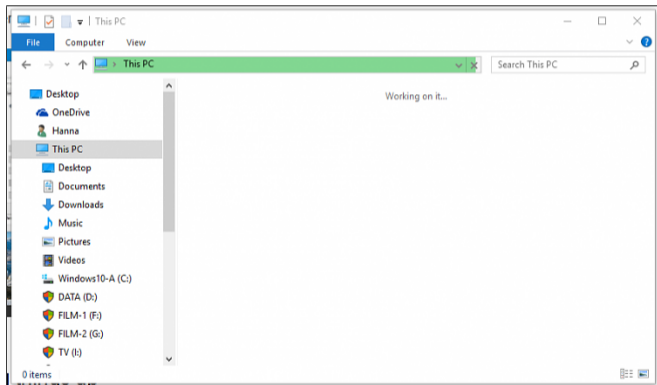 This PC
File Computer View
This PC
Search This PC
Desktop
OneDrive
Hanna
This PC
Desktop
Documents
Downloads
Music
Pictures
Videos
Windows10-A (C:)
DATA (D:)
FILM-1 (F:)
FILM-2 (G:)
TV (I:)
Working on it...
0 items